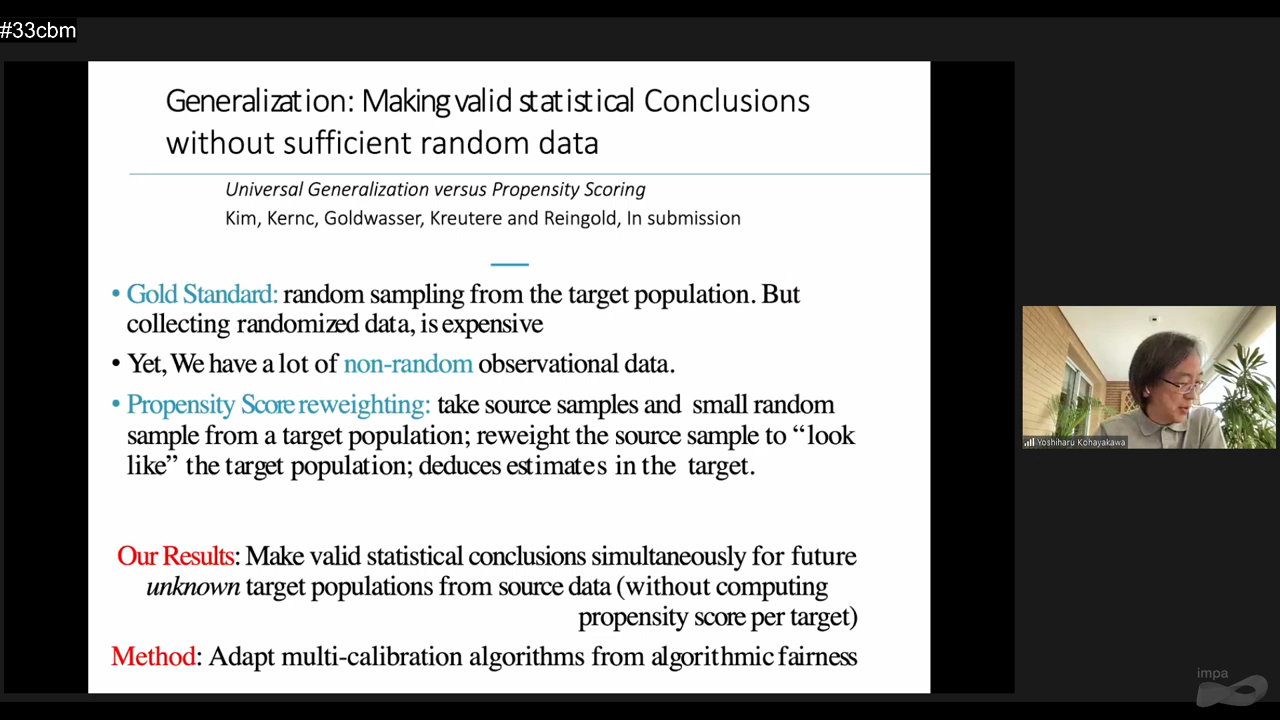 #33cbm
Generalization: Making valid statistical Conclusions
without sufficient random data
Universal Generalization versus Propensity Scoring
Kim, Kernc, Goldwasser, Kreutere and Reingold, In submission
• Gold Standard: random sampling from the target population. But
collecting randomized data, is expensive
• Yet, We have a lot of non-random observational data.
• Propensity Score reweighting: take source samples and small random
sample from a target population; reweight the source sample to “look
like” the target population; deduces estimates in the target.
Our Results: Make valid statistical conclusions simultaneously for future
unknown target populations from source data (without computing
propensity score per target)
Method: Adapt multi-calibration algorithms from algorithmic fairness
Yoshiharu Kohayakawa
impa